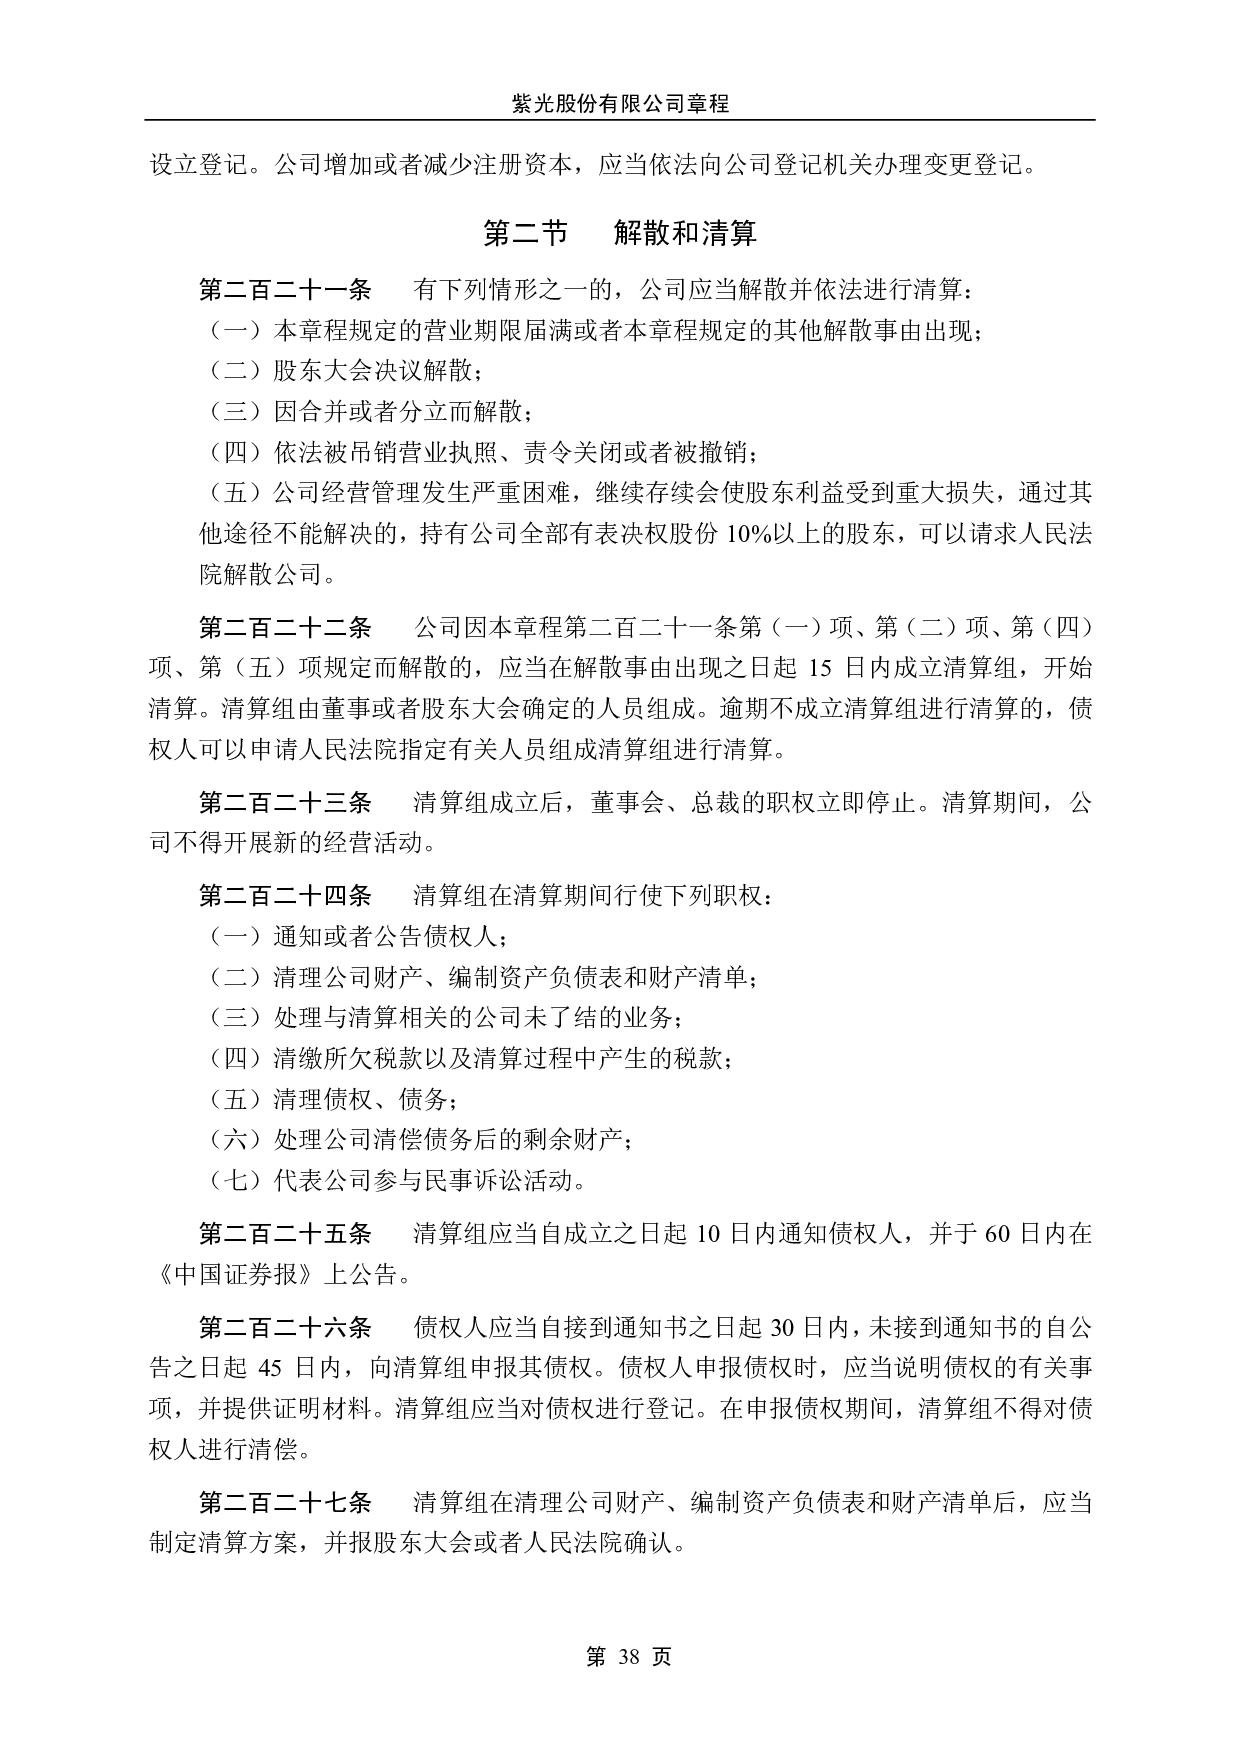 紫光股份有限公司章程
设立登记。公司增加或者减少注册资本，应当依法向公司登记机关办理变更登记。
第二节 解散和清算
第二百二十一条 有下列情形之一的，公司应当解散并依法进行清算：
（一）本章程规定的营业期限届满或者本章程规定的其他解散事由出现；
（二）股东大会决议解散；
（三）因合并或者分立而解散；
（四）依法被吊销营业执照、责令关闭或者被撤销；
（五）公司经营管理发生严重困难，继续存续会使股东利益受到重大损失，通过其
他途径不能解决的，持有公司全部有表决权股份 10%以上的股东，可以请求人民法
院解散公司。
第二百二十二条 公司因本章程第二百二十一条第（一）项、第（二）项、第（四）
项、第（五）项规定而解散的，应当在解散事由出现之日起 15 日内成立清算组，开始
清算。清算组由董事或者股东大会确定的人员组成。逾期不成立清算组进行清算的，债
权人可以申请人民法院指定有关人员组成清算组进行清算。
第二百二十三条 清算组成立后，董事会、总裁的职权立即停止。清算期间，公
司不得开展新的经营活动。
第二百二十四条 清算组在清算期间行使下列职权：
（一）通知或者公告债权人；
（二）清理公司财产、编制资产负债表和财产清单；
（三）处理与清算相关的公司未了结的业务；
（四）清缴所欠税款以及清算过程中产生的税款；
（五）清理债权、债务；
（六）处理公司清偿债务后的剩余财产；
（七）代表公司参与民事诉讼活动。
第二百二十五条 清算组应当自成立之日起 10 日内通知债权人，并于 60 日内在
《中国证券报》上公告。
第二百二十六条 债权人应当自接到通知书之日起 30 日内，未接到通知书的自公
告之日起 45 日内，向清算组申报其债权。债权人申报债权时，应当说明债权的有关事
项，并提供证明材料。清算组应当对债权进行登记。在申报债权期间，清算组不得对债
权人进行清偿。
第二百二十七条 清算组在清理公司财产、编制资产负债表和财产清单后，应当
制定清算方案，并报股东大会或者人民法院确认。
第 38 页